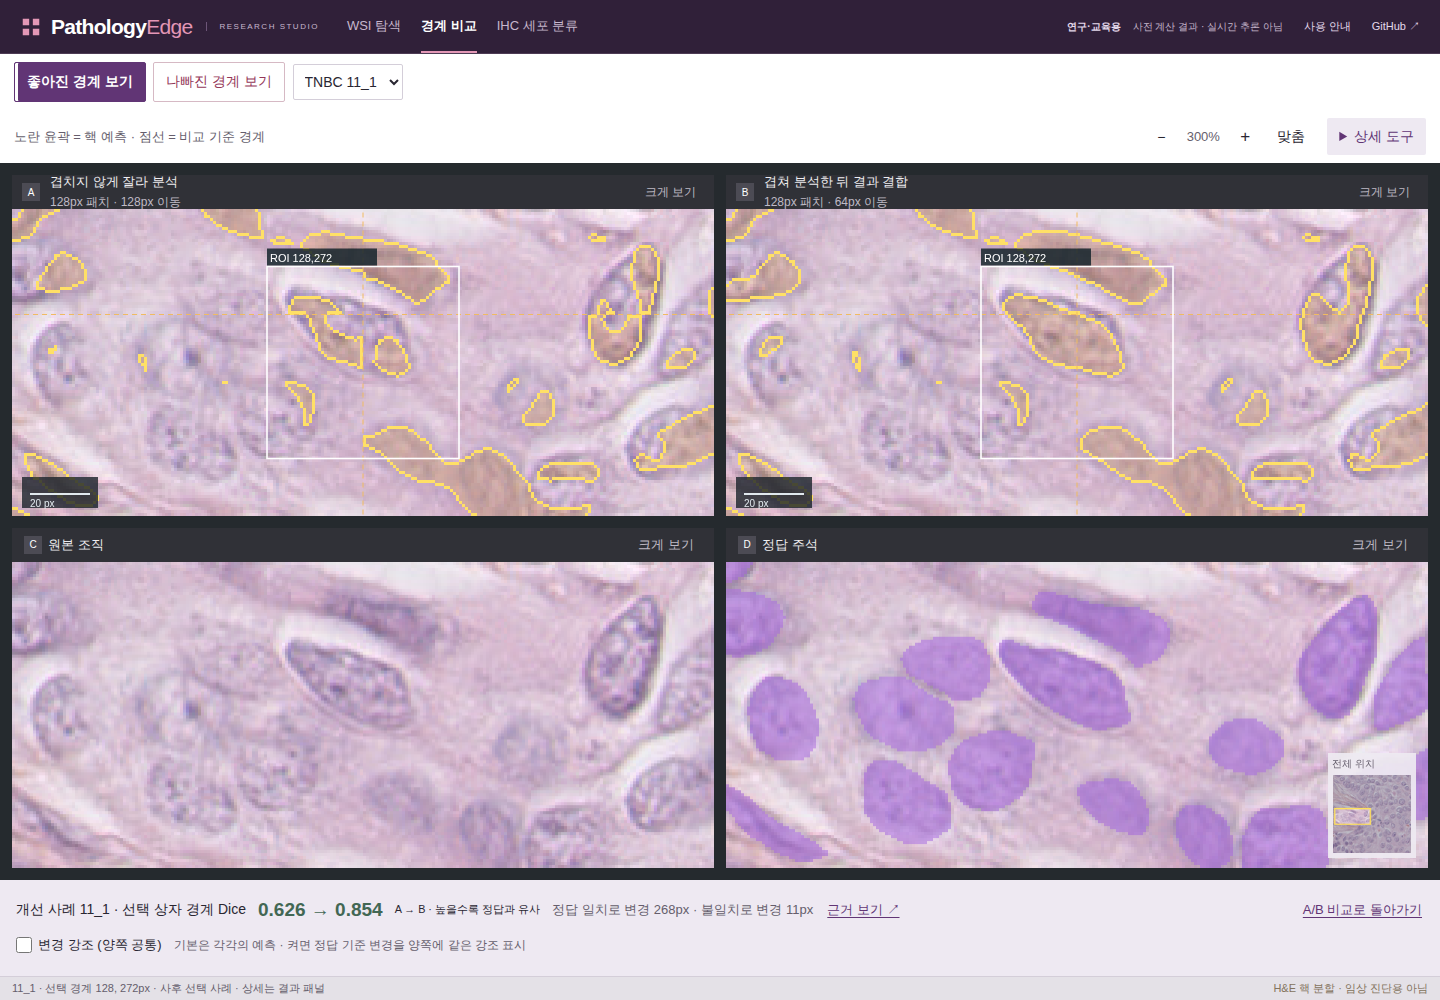 PathologyEdge | RESEARCH STUDIO WSI 탐색 경계 비교 IHC 세포 분류 연구·교육용 사전 계산 결과 · 실시간 추론 아님 사용 안내 GitHub ↗
좋아진 경계 보기 나빠진 경계 보기 TNBC 11_1
노란 윤곽 = 핵 예측 · 점선 = 비교 기준 경계 − 300% + 맞춤 ▶ 상세 도구
A 겹치지 않게 잘라 분석 크게 보기
128px 패치 · 128px 이동
ROI 128,272
20 px
B 겹쳐 분석한 뒤 결과 결합 크게 보기
128px 패치 · 64px 이동
ROI 128,272
20 px
C 원본 조직 크게 보기
D 정답 주석 크게 보기
전체 위치
개선 사례 11_1 · 선택 상자 경계 Dice 0.626 → 0.854 A → B · 높을수록 정답과 유사 정답 일치로 변경 268px · 불일치로 변경 11px 근거 보기 ↗ A/B 비교로 돌아가기
변경 강조 (양쪽 공통) 기본은 각각의 예측 · 켜면 정답 기준 변경을 양쪽에 같은 강조 표시
11_1 · 선택 경계 128, 272px · 사후 선택 사례 · 상세는 결과 패널 H&E 핵 분할 · 임상 진단용 아님